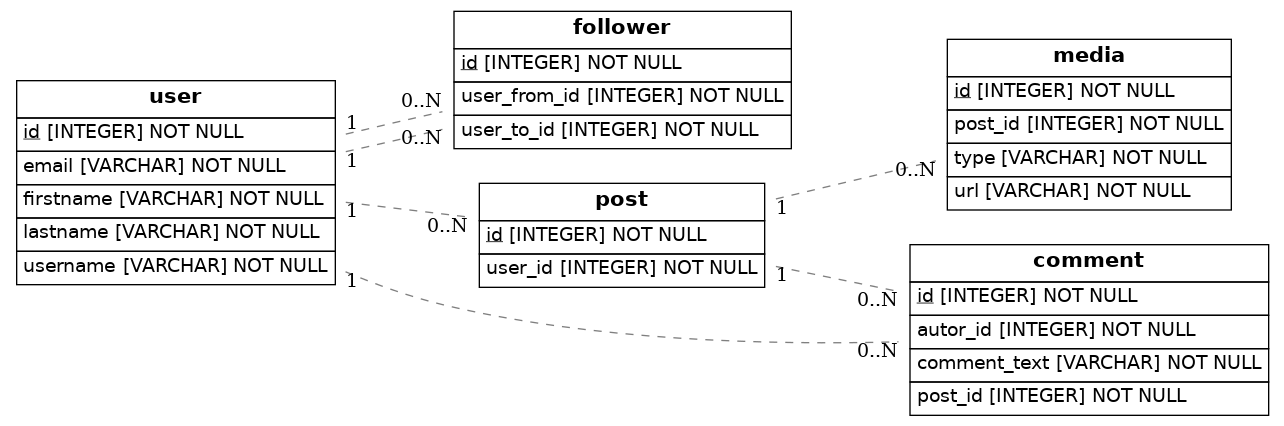 user
id [INTEGER] NOT NULL
email [VARCHAR] NOT NULL
firstname [VARCHAR] NOT NULL
lastname [VARCHAR] NOT NULL
username [VARCHAR] NOT NULL
1
1
1
1
0..N
0..N
0..N
follower
id [INTEGER] NOT NULL
user_from_id [INTEGER] NOT NULL
user_to_id [INTEGER] NOT NULL
post
id [INTEGER] NOT NULL
user_id [INTEGER] NOT NULL
1
1
0..N
0..N
0..N
media
id [INTEGER] NOT NULL
post_id [INTEGER] NOT NULL
type [VARCHAR] NOT NULL
url [VARCHAR] NOT NULL
comment
id [INTEGER] NOT NULL
autor_id [INTEGER] NOT NULL
comment_text [VARCHAR] NOT NULL
post_id [INTEGER] NOT NULL